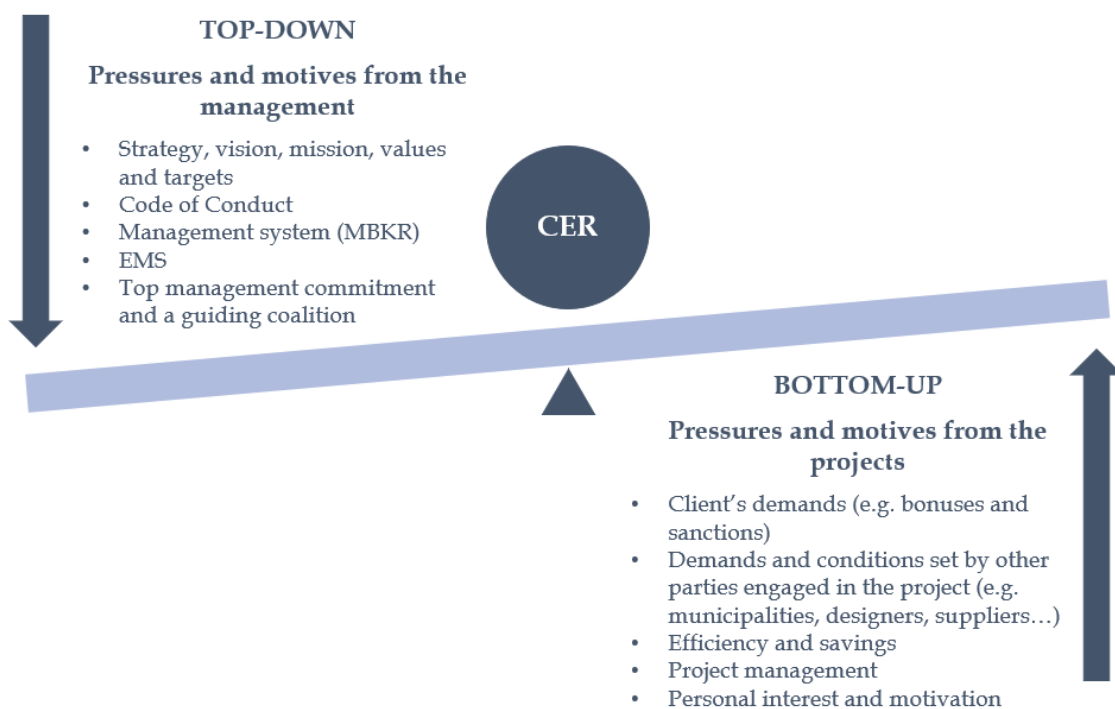 TOP-DOWN
Pressures and motives from the
management
• Strategy, vision, mission, values
and targets
• Code of Conduct
• Management system (MBKR)
• EMS
• Top management commitment
and a guiding coalition
CER
BOTTOM-UP
Pressures and motives from the
projects
• Client’s demands (e.g. bonuses and
sanctions)
• Demands and conditions set by other
parties engaged in the project (e.g.
municipalities, designers, suppliers…)
• Efficiency and savings
• Project management
• Personal interest and motivation